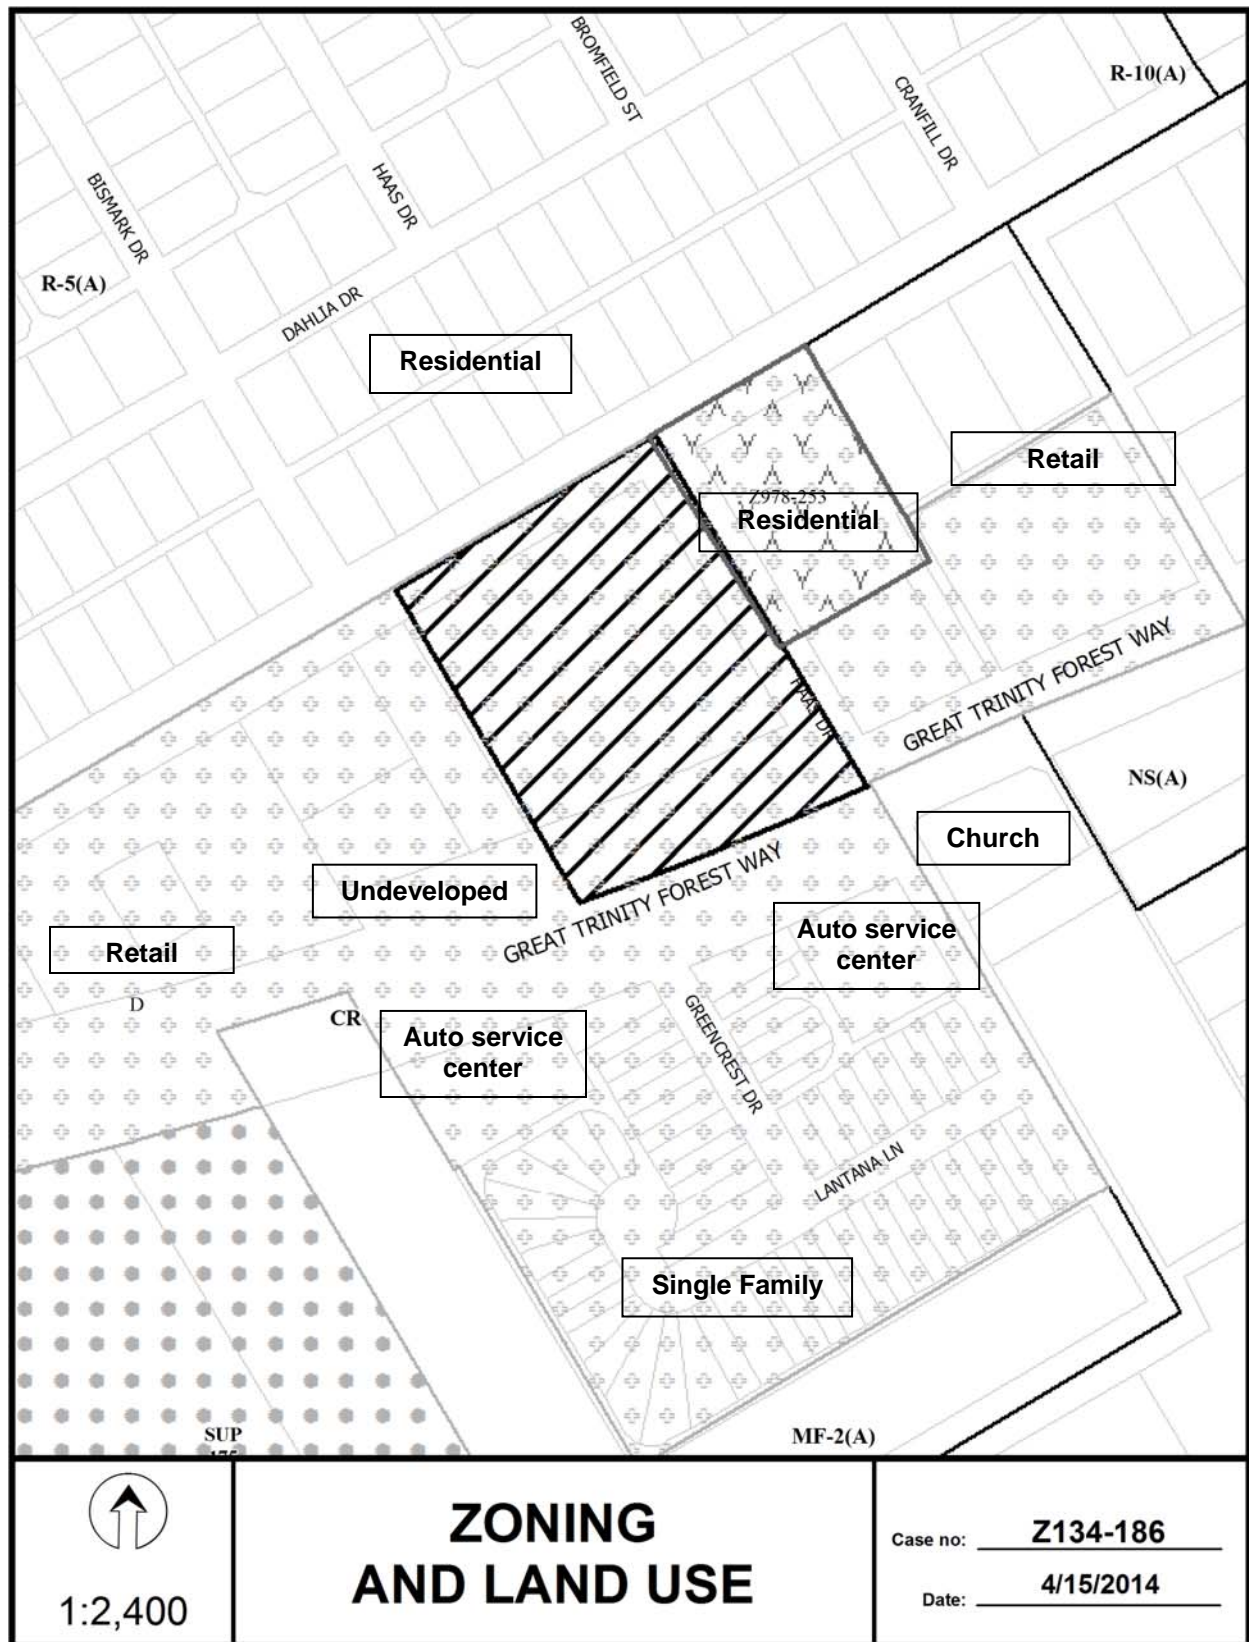 BROMFIELD ST
R-10(A)
CRANFILL DR
HAAS DR
BISMARK DR
R-5(A)
DAHLIA DR
Residential
Retail
Z978-253
Residential
GREAT TRINITY FOREST WAY
HAAS DR
NS(A)
Church
GREAT TRINITY FOREST WAY
Undeveloped
Auto service
center
Retail
D
CR
Auto service
center
GREENCREST DR
LANTANA LN
Single Family
SUP
MF-2(A)
1:2,400
ZONING
AND LAND USE
Case no: Z134-186
Date: 4/15/2014